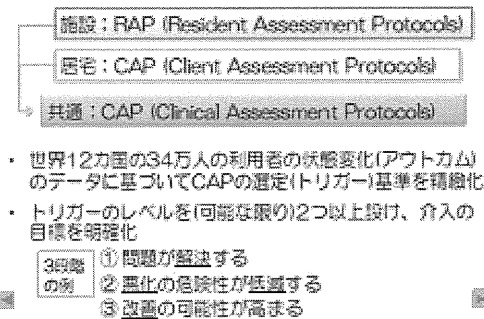 施設：RAP (Resident Assessment Protocols)
居宅：CAP (Client Assessment Protocols)
共通：CAP (Clinical Assessment Protocols)
• 世界12カ国の34万人の利用者の状態変化(アウトカム)
のデータに基づいてCAPの選定(トリガー)基準を精緻化
• トリガーのレベルを(可能な限り)2つ以上設け、介入の
目標を明確化
3段階
の例
① 問題が解決する
② 悪化の危険性が低減する
③ 改善の可能性が高まる